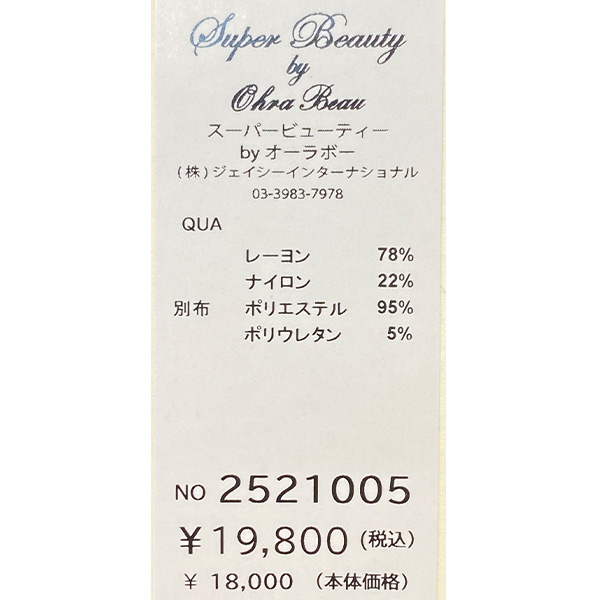 Super Beauty
by
Ohra Beau
スーパービューティー
by オーラボー
(株)ジェイシーインターナショナル
03-3983-7978
QUA
レーヨン 78%
ナイロン 22%
別布 ポリエステル 95%
ポリウレタン 5%
NO 2521005
¥19,800 (税込)
¥ 18,000 (本体価格)